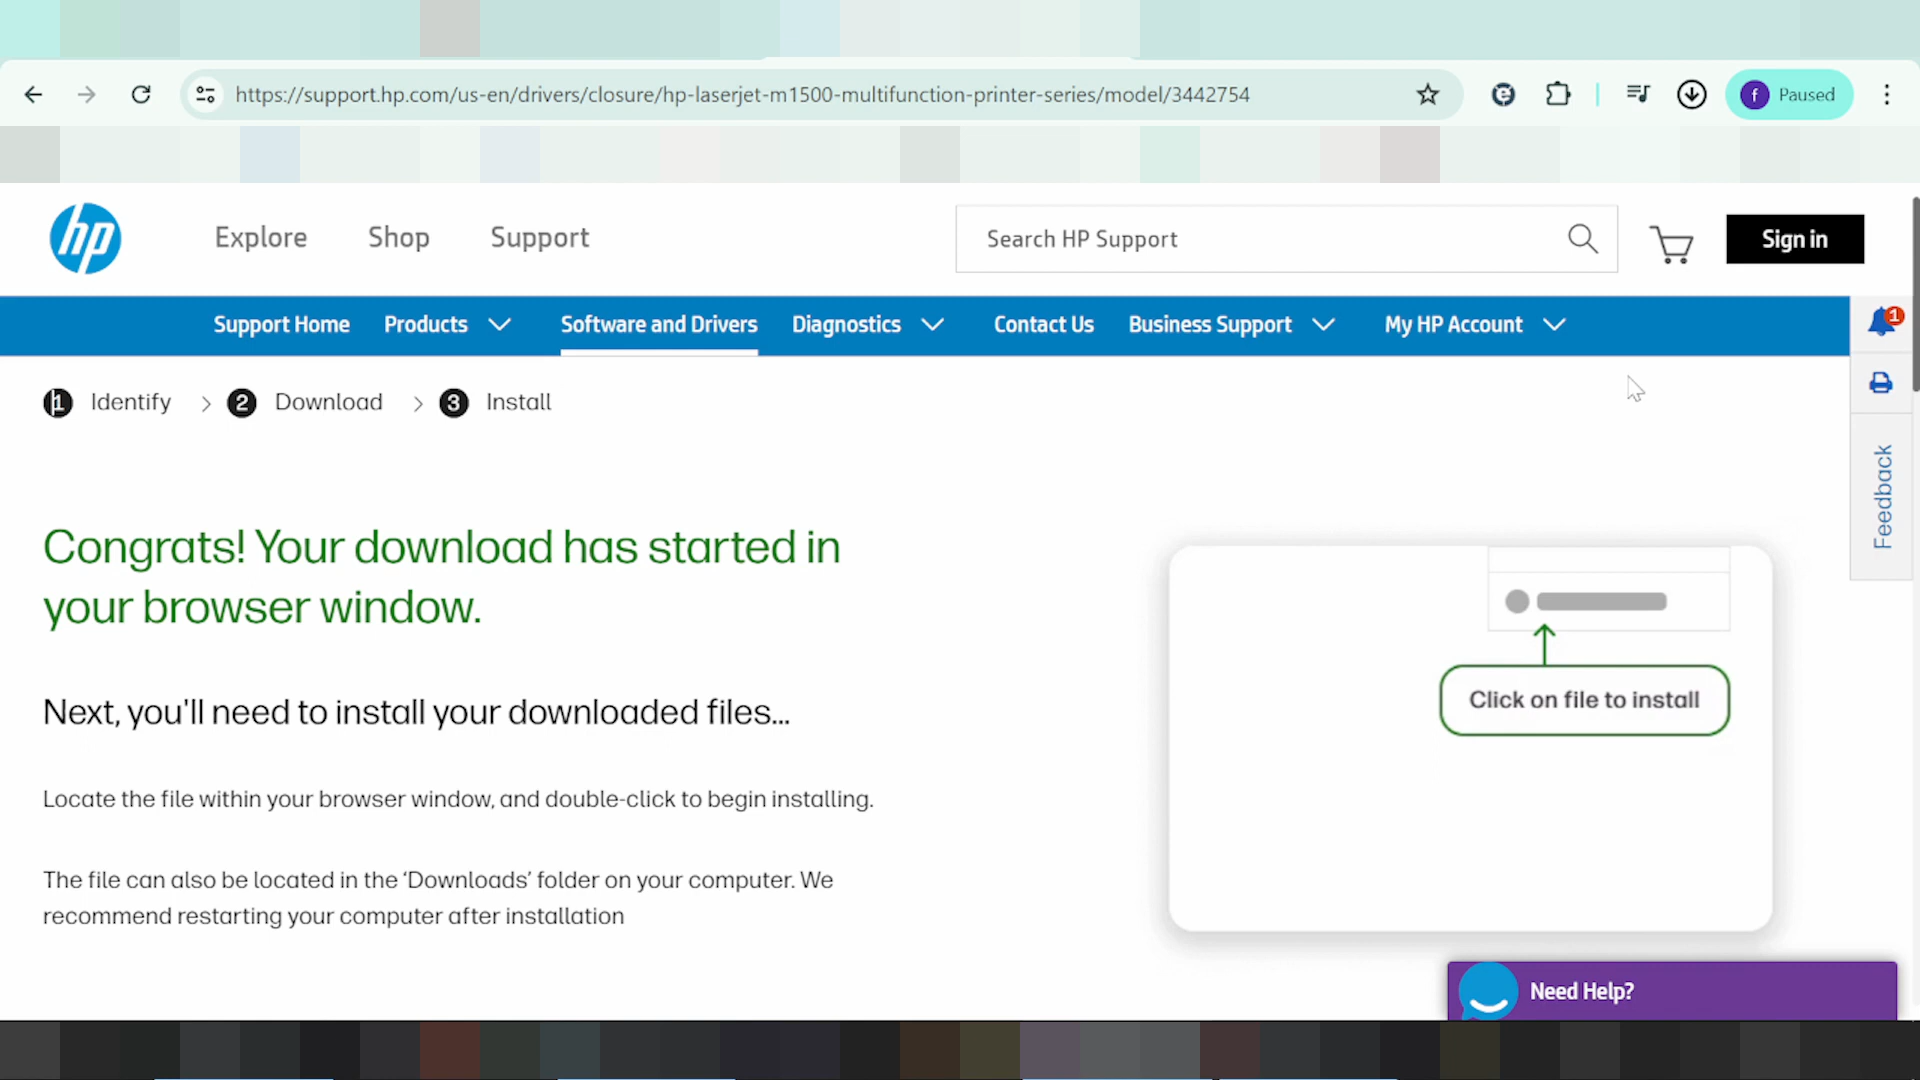 https://support.hp.com/us-en/drivers/closure/hp-laserjet-m1500-multifunction-printer-series/model/3442754
f Paused
hp Explore Shop Support Search HP Support Sign in
Support Home Products Software and Drivers Diagnostics Contact Us Business Support My HP Account
1
1 Identify 2 Download 3 Install
Feedback
Congrats! Your download has started in
your browser window.
Click on file to install
Next, you'll need to install your downloaded files...
Locate the file within your browser window, and double-click to begin installing.
The file can also be located in the ‘Downloads’ folder on your computer. We
recommend restarting your computer after installation
Need Help?